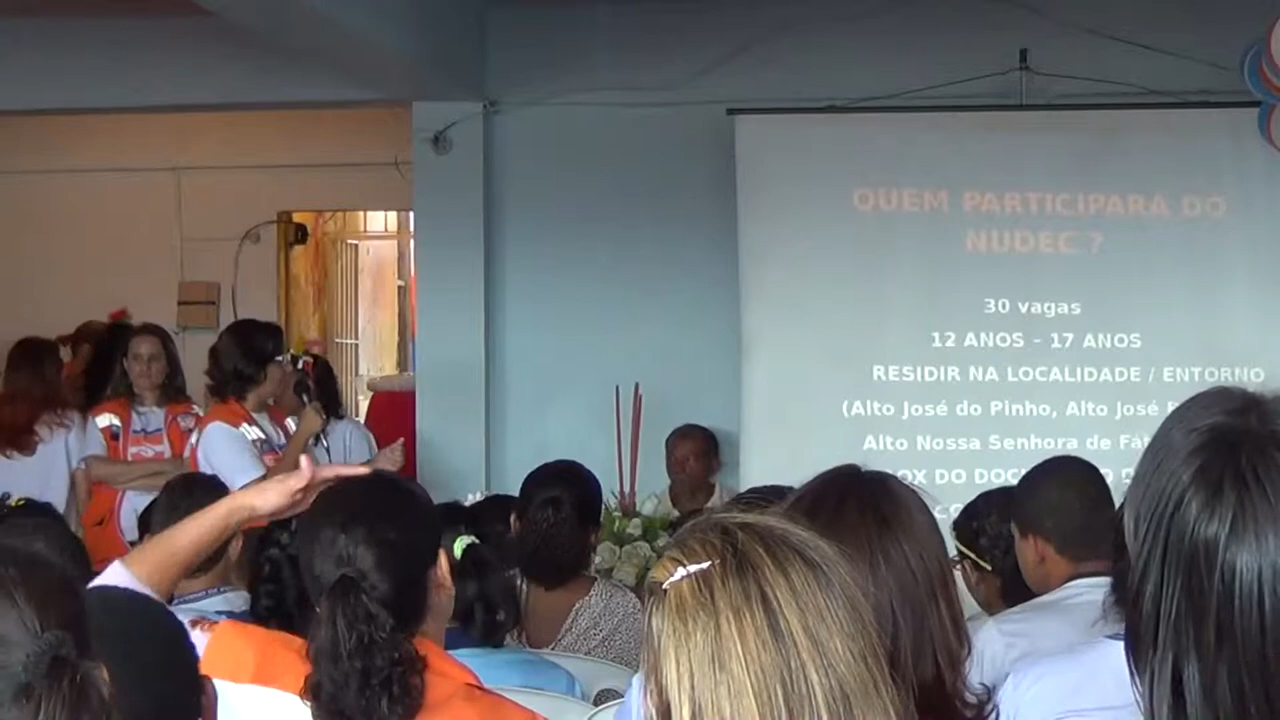 QUEM PARTICIPARA DO
NUDEC ?
30 vagas
12 ANOS – 17 ANOS
RESIDIR NA LOCALIDADE / ENTORNO
(Alto José do Pinho, Alto José
Alto Nossa Senhora de
DO